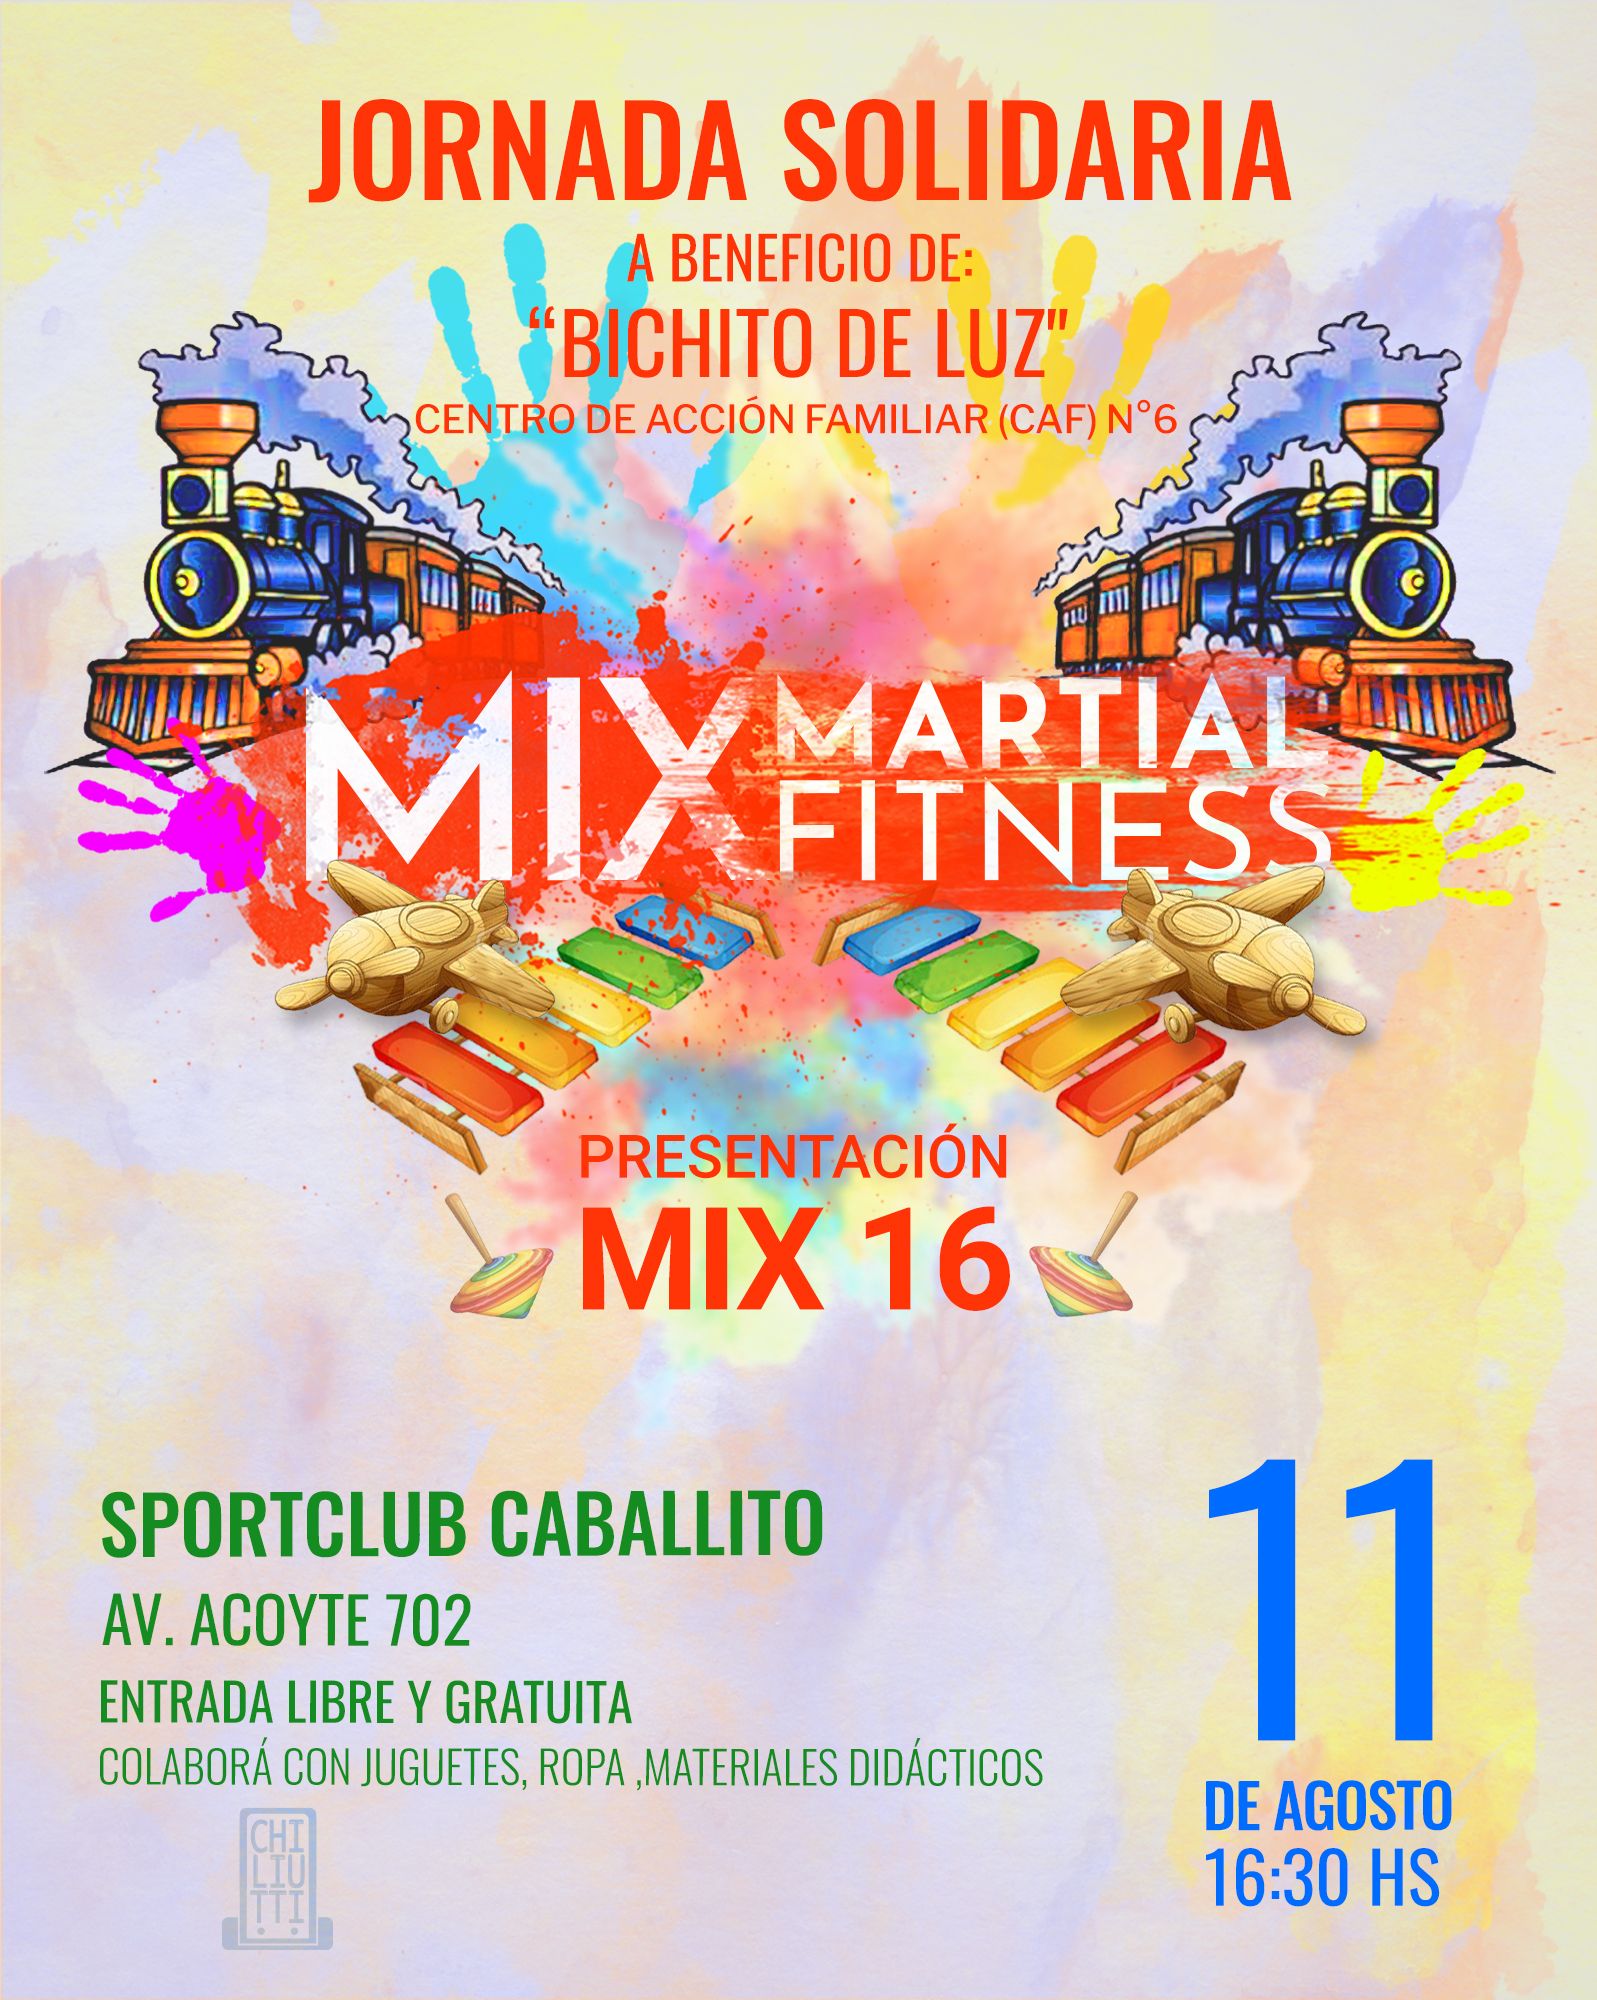 JORNADA SOLIDARIA
A BENEFICIO DE:
“BICHITO DE LUZ"
CENTRO DE ACCIÓN FAMILIAR (CAF) N°6
MIX MARTIAL
FITNESS
PRESENTACIÓN
MIX 16
SPORTCLUB CABALLITO
AV. ACOYTE 702
ENTRADA LIBRE Y GRATUITA
COLABORÁ CON JUGUETES, ROPA ,MATERIALES DIDÁCTICOS
11
DE AGOSTO
16:30 HS
CHI
LIU
TTI